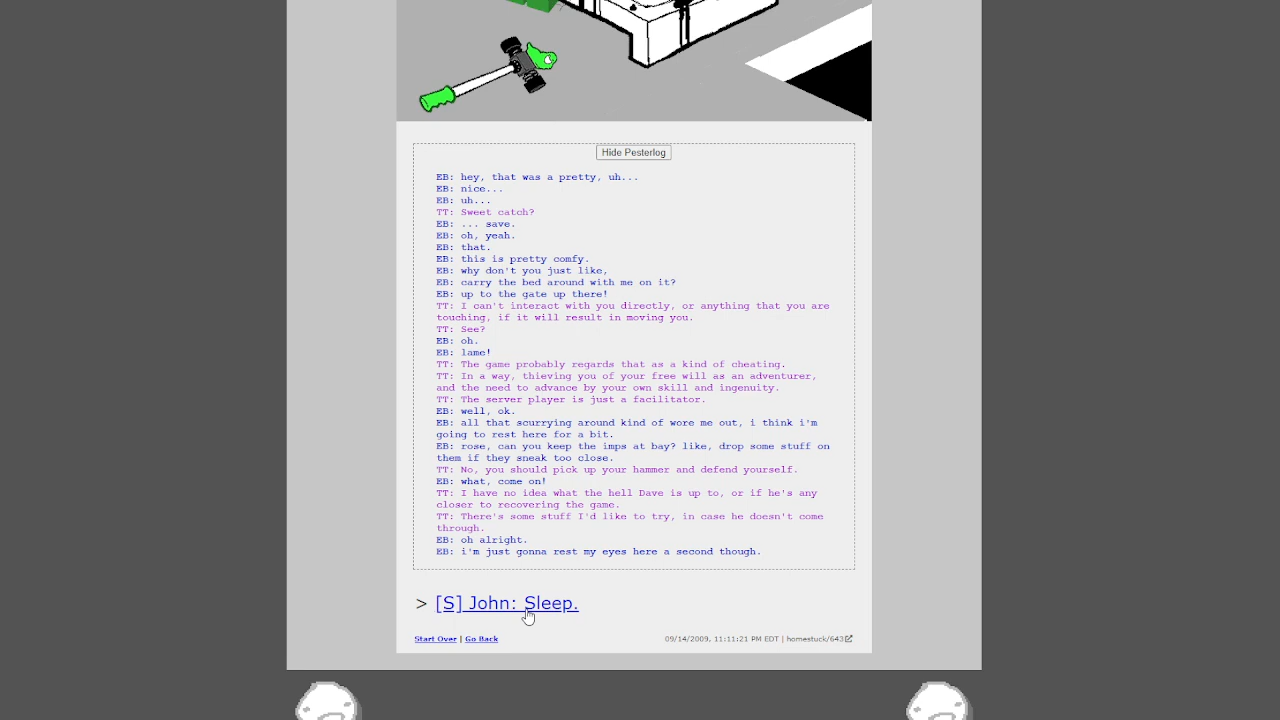 Hide Pesterlog
EB: hey, that was a pretty, uh...
EB: nice...
EB: uh...
TT: Sweet catch?
EB: ... save.
EB: oh, yeah.
EB: that.
EB: this is pretty comfy.
EB: why don't you just like,
EB: carry the bed around with me on it?
EB: up to the gate up there!
TT: I can't interact with you directly, or anything that you are
touching, if it will result in moving you.
TT: See?
EB: oh.
EB: lame!
TT: The game probably regards that as a kind of cheating.
TT: In a way, thieving you of your free will as an adventurer,
and the need to advance by your own skill and ingenuity.
TT: The server player is just a facilitator.
EB: well, ok.
EB: all that scurrying around kind of wore me out, i think i'm
going to rest here for a bit.
EB: rose, can you keep the imps at bay? like, drop some stuff on
them if they sneak too close.
TT: No, you should pick up your hammer and defend yourself.
EB: what, come on!
TT: I have no idea what the hell Dave is up to, or if he's any
closer to recovering the game.
TT: There's some stuff I'd like to try, in case he doesn't come
through.
EB: oh alright.
EB: i'm just gonna rest my eyes here a second though.
> [S] John: Sleep.
Start Over | Go Back
09/14/2009, 11:11:21 PM EDT | homestuck/643